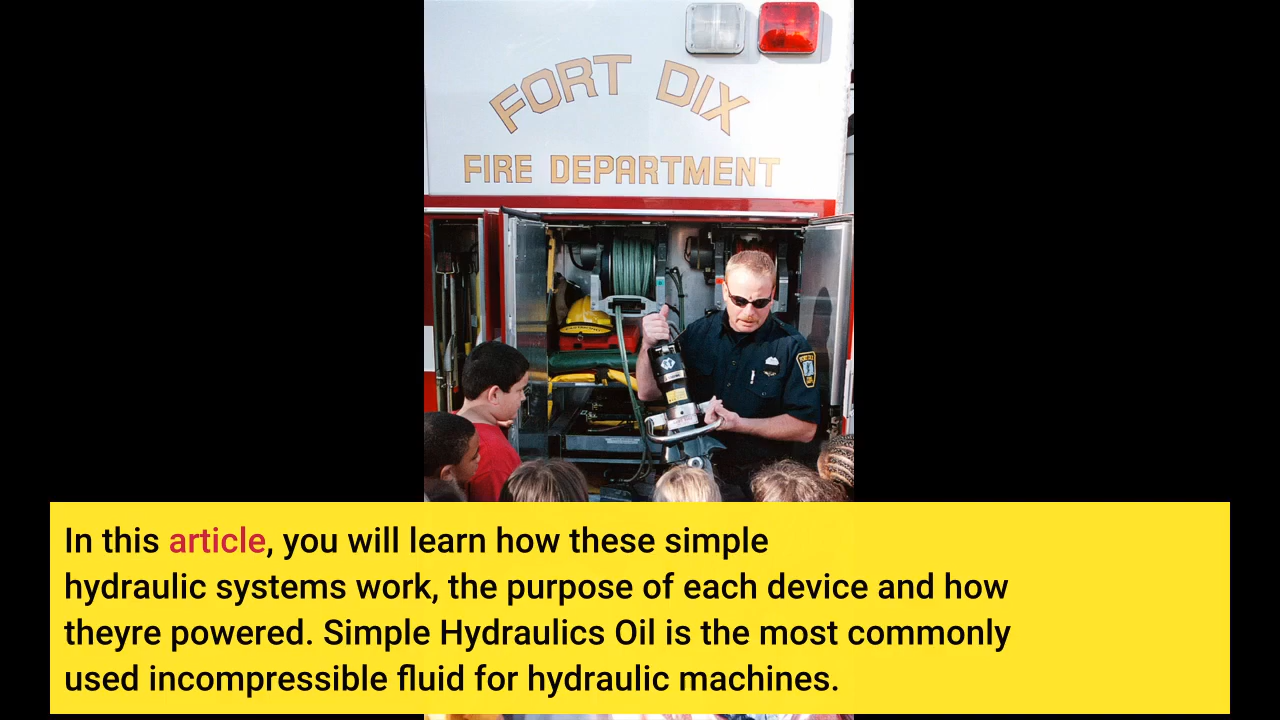 FORT DIX
FIRE DEPARTMENT
In this article, you will learn how these simple
hydraulic systems work, the purpose of each device and how
theyre powered. Simple Hydraulics Oil is the most commonly
used incompressible fluid for hydraulic machines.